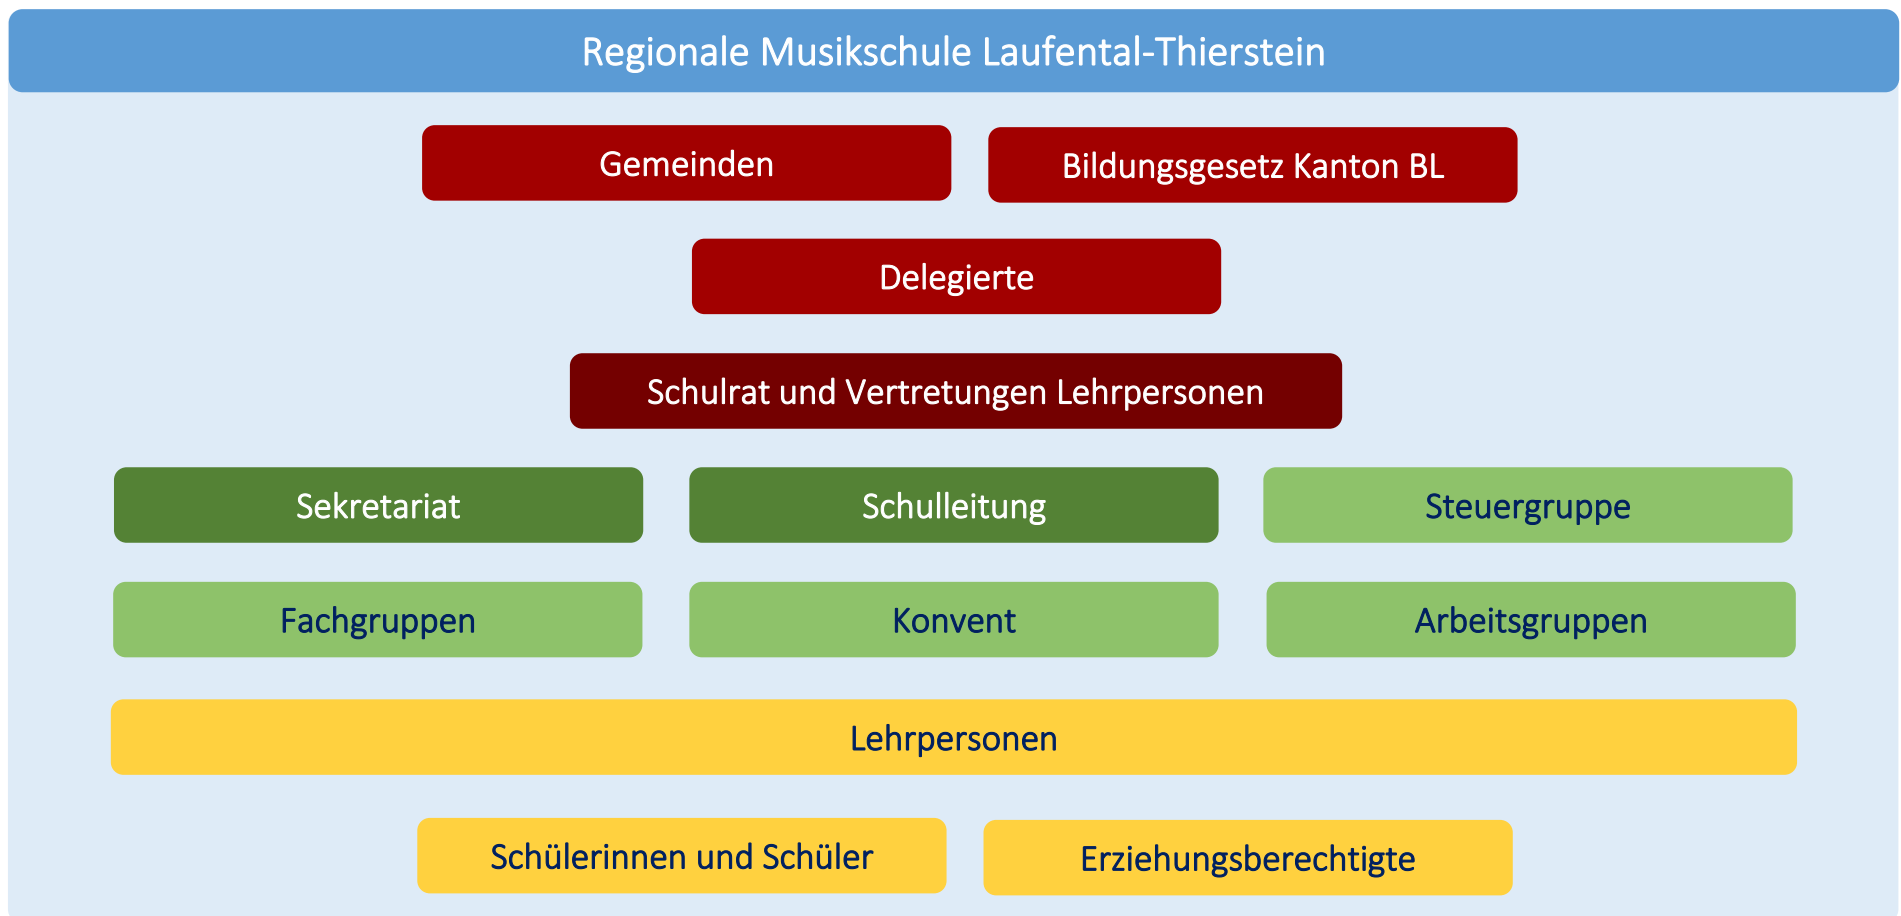 Regionale Musikschule Laufental-Thierstein
Gemeinden
Bildungsgesetz Kanton BL
Delegierte
Schulrat und Vertretungen Lehrpersonen
Sekretariat
Schulleitung
Steuergruppe
Fachgruppen
Konvent
Arbeitsgruppen
Lehrpersonen
Schülerinnen und Schüler
Erziehungsberechtigte